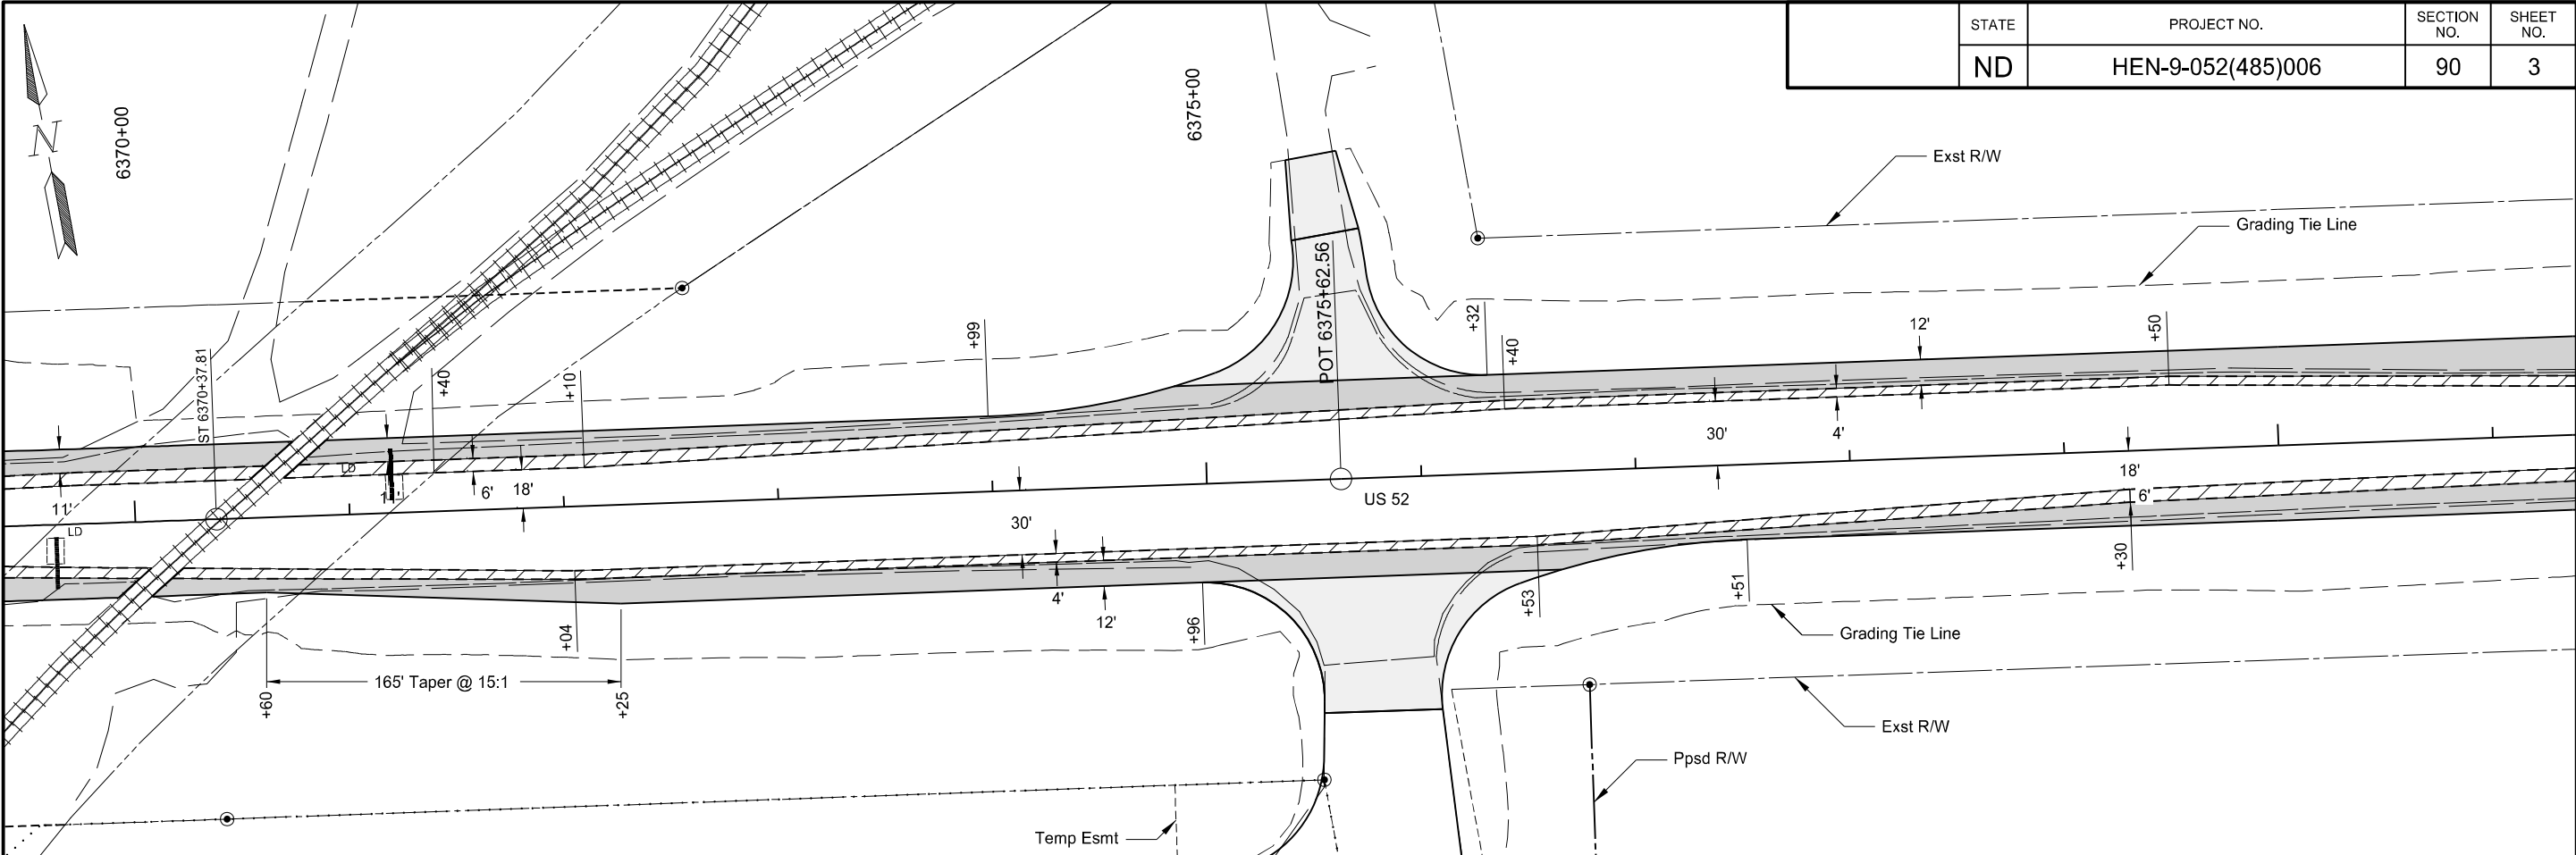 STATE
PROJECT NO.
SECTION NO.
SHEET NO.
ND
HEN-9-052(485)006
90
3
N
6370+00
6375+00
Exst R/W
Grading Tie Line
ST 6370+37.81
+40
+10
+99
POT 6375+62.56
+32
+40
12'
+50
11'
LD
LD
6'
18'
30'
US 52
30'
4'
18'
6'
4'
12'
+04
+96
+53
+51
+30
165' Taper @ 15:1
+60
+25
Grading Tie Line
Exst R/W
Ppsd R/W
Temp Esmt